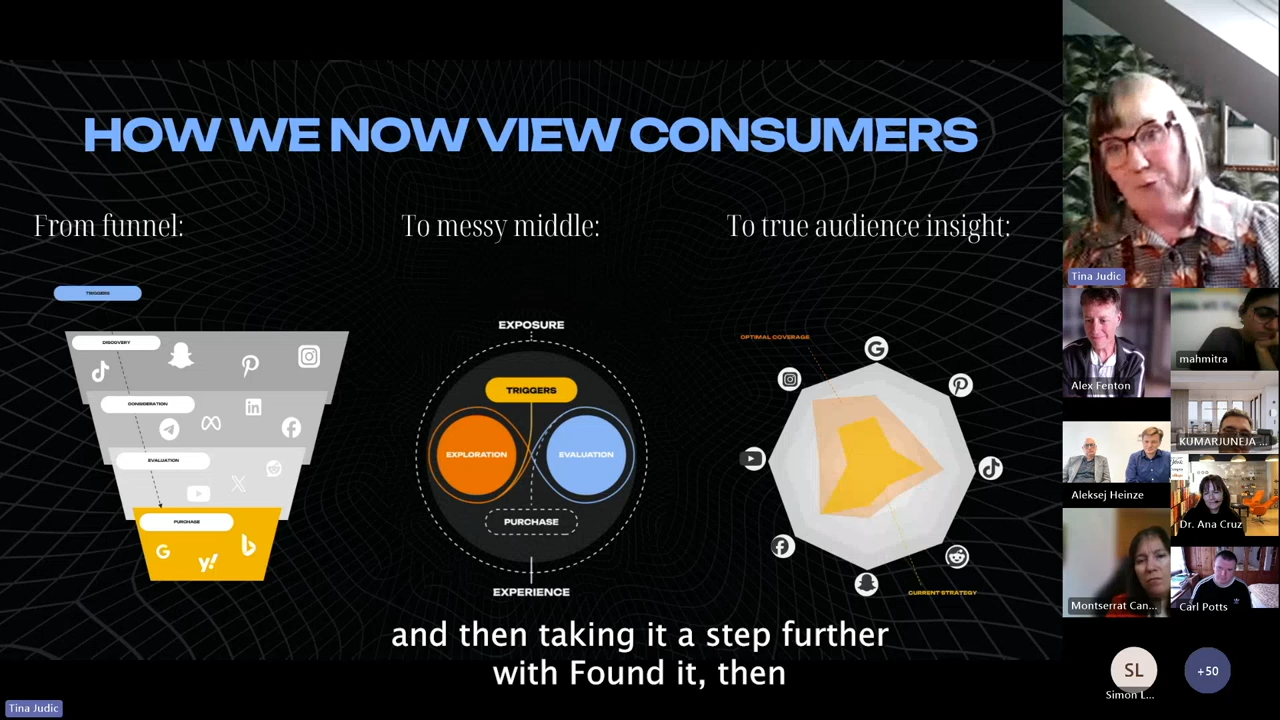 HOW WE NOW VIEW CONSUMERS
From funnel:
To messy middle:
To true audience insight:
TRIGGERS
DISCOVERY
CONSIDERATION
EVALUATION
PURCHASE
EXPOSURE
TRIGGERS
EXPLORATION
EVALUATION
PURCHASE
EXPERIENCE
OPTIMAL COVERAGE
CURRENT STRATEGY
and then taking it a step further
with Found it, then
Tina Judic
Tina Judic
Alex Fenton
mahmitra
KUMARJUNEJA ...
Aleksej Heinze
Dr. Ana Cruz
Montserrat Can...
Carl Potts
SL
Simon L...
+50